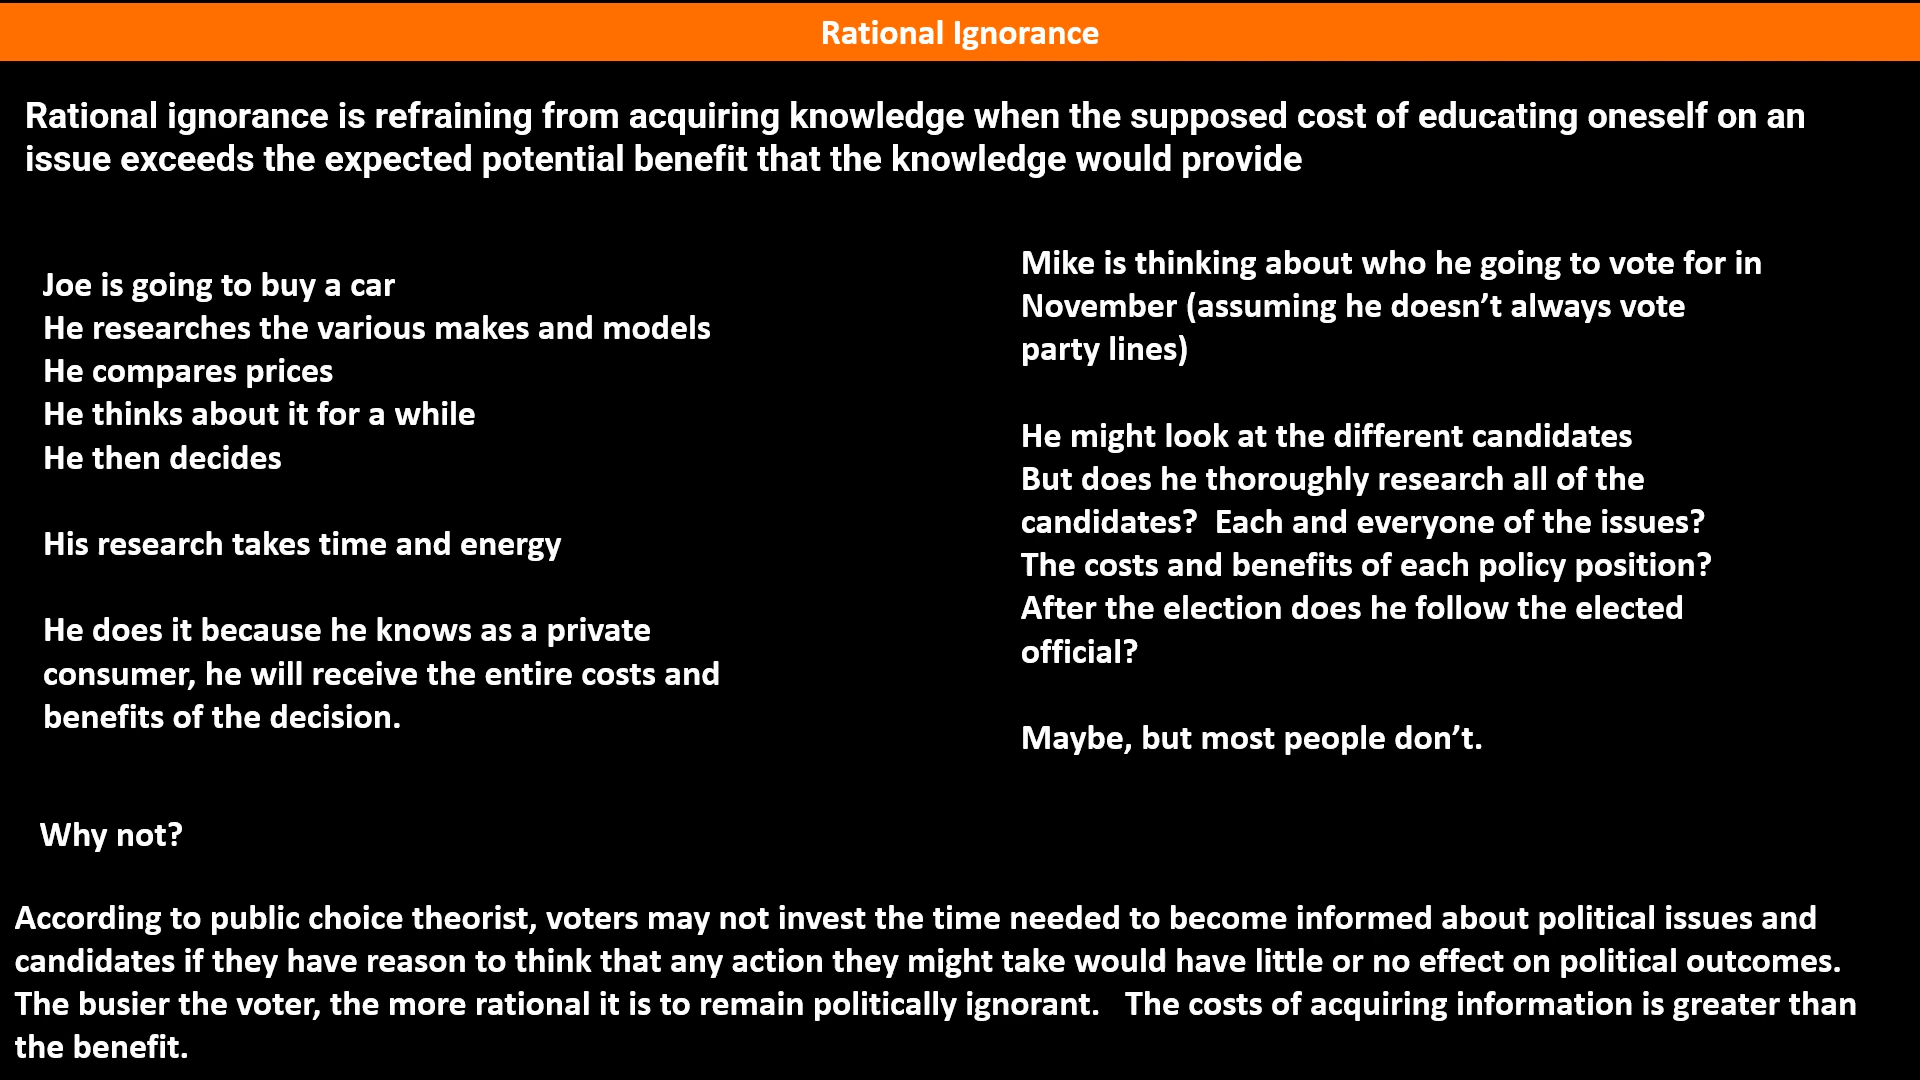 Rational Ignorance
Rational ignorance is refraining from acquiring knowledge when the supposed cost of educating oneself on an
issue exceeds the expected potential benefit that the knowledge would provide
Joe is going to buy a car
He researches the various makes and models
He compares prices
He thinks about it for a while
He then decides
His research takes time and energy
He does it because he knows as a private
consumer, he will receive the entire costs and
benefits of the decision.
Mike is thinking about who he going to vote for in
November (assuming he doesn’t always vote
party lines)
He might look at the different candidates
But does he thoroughly research all of the
candidates?  Each and everyone of the issues?
The costs and benefits of each policy position?
After the election does he follow the elected
official?
Maybe, but most people don’t.
Why not?
According to public choice theorist, voters may not invest the time needed to become informed about political issues and
candidates if they have reason to think that any action they might take would have little or no effect on political outcomes.
The busier the voter, the more rational it is to remain politically ignorant.   The costs of acquiring information is greater than
the benefit.